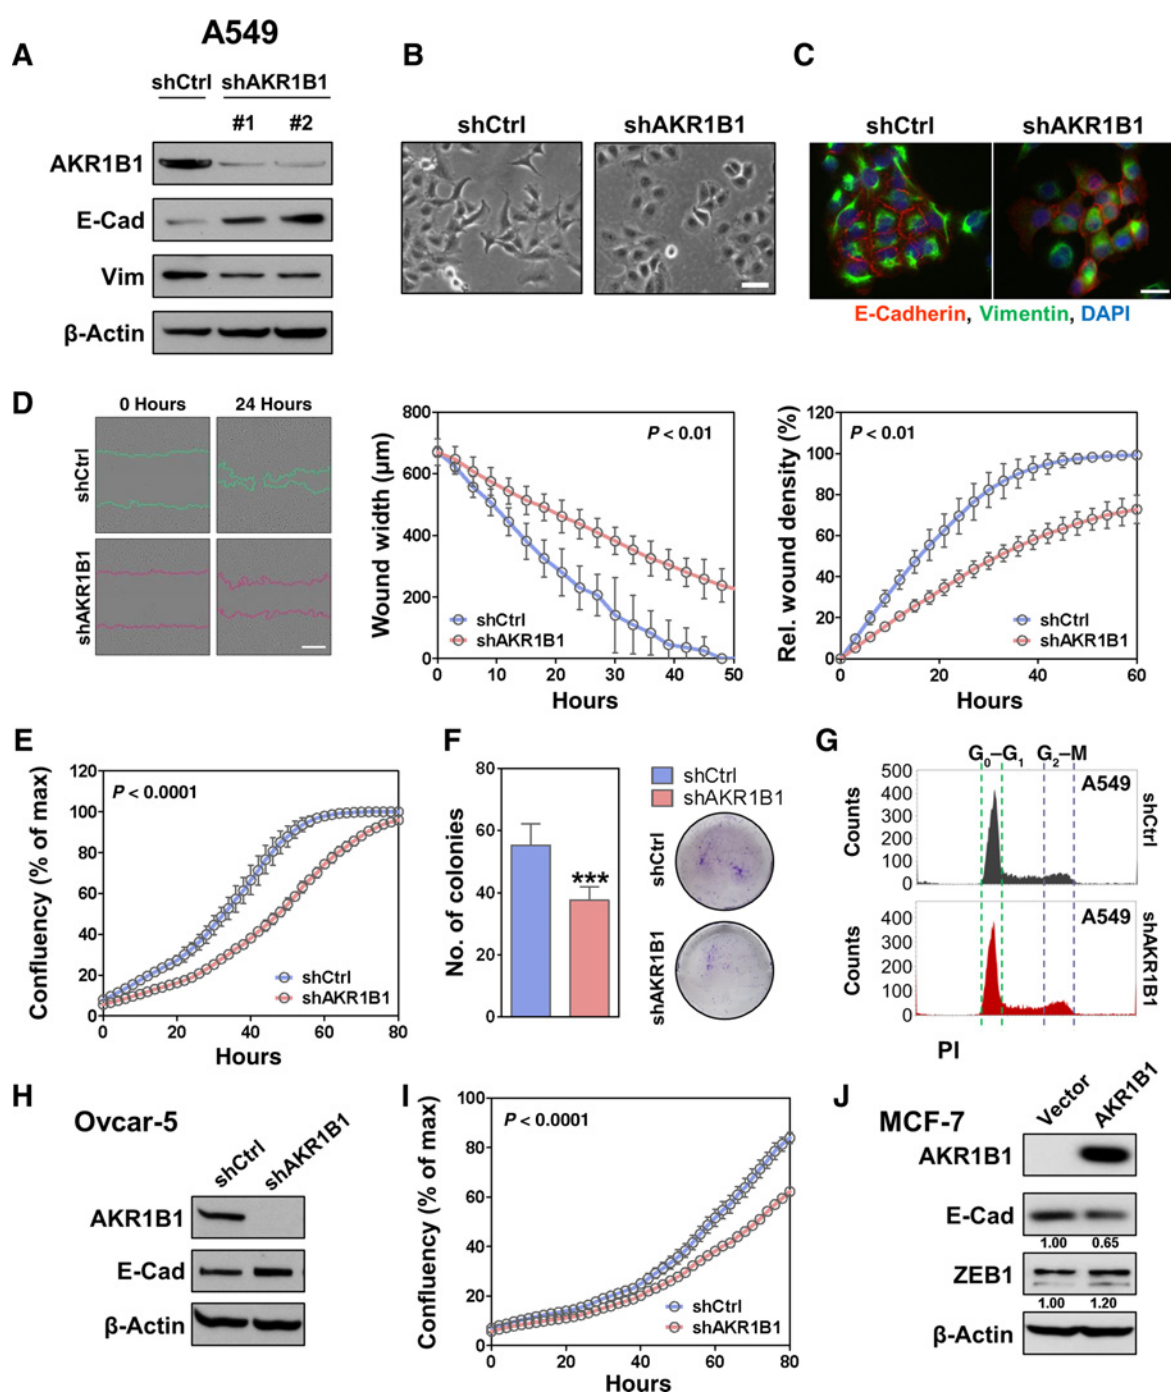 A549
A
shCtrl shAKR1B1
#1 #2
AKR1B1
E-Cad
Vim
β-Actin
B
shCtrl shAKR1B1
C
shCtrl shAKR1B1
E-Cadherin, Vimentin, DAPI
D
0 Hours 24 Hours
shCtrl
shAKR1B1
Wound width (µm)
800
600
400
200
0
P < 0.01
shCtrl
shAKR1B1
0 10 20 30 40 50
Hours
Rel. wound density (%)
120
100
80
60
40
20
0
P < 0.01
shCtrl
shAKR1B1
0 20 40 60
Hours
E
Confluency (% of max)
120
100
80
60
40
20
0
P < 0.0001
shCtrl
shAKR1B1
0 20 40 60 80
Hours
F
No. of colonies
80
60
40
20
0
***
shCtrl
shAKR1B1
shCtrl
shAKR1B1
G
G0–G1 G2–M
Counts
500
400
300
200
100
0
A549
shCtrl
Counts
400
300
200
100
0
A549
shAKR1B1
PI
H
Ovcar-5
shCtrl shAKR1B1
AKR1B1
E-Cad
β-Actin
I
Confluency (% of max)
100
80
60
40
20
0
P < 0.0001
shCtrl
shAKR1B1
0 20 40 60 80
Hours
J
MCF-7
Vector AKR1B1
AKR1B1
E-Cad
1.00 0.65
ZEB1
1.00 1.20
β-Actin